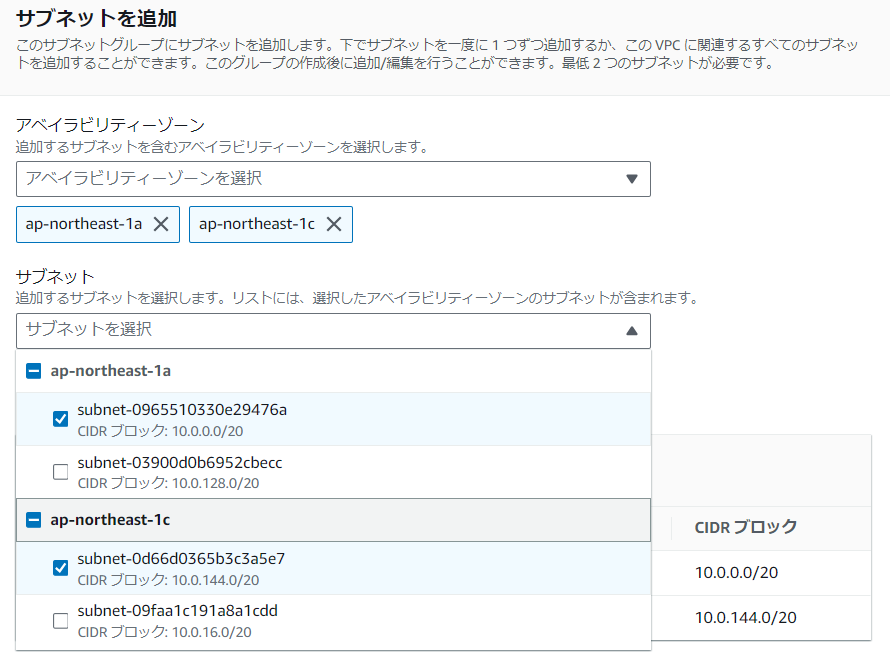 サブネットを追加
このサブネットグループにサブネットを追加します。下でサブネットを一度に 1 つずつ追加するか、この VPC に関連するすべてのサブネッ
トを追加することができます。このグループの作成後に追加/編集を行うことができます。最低 2 つのサブネットが必要です。
アベイラビリティーゾーン
追加するサブネットを含むアベイラビリティーゾーンを選択します。
アベイラビリティーゾーンを選択
ap-northeast-1a ap-northeast-1c
サブネット
追加するサブネットを選択します。リストには、選択したアベイラビリティーゾーンのサブネットが含まれます。
サブネットを選択
ap-northeast-1a
subnet-0965510330e29476a
CIDR ブロック: 10.0.0.0/20
subnet-03900d0b6952cbecc
CIDR ブロック: 10.0.128.0/20
ap-northeast-1c
subnet-0d66d0365b3c3a5e7
CIDR ブロック: 10.0.144.0/20
subnet-09faa1c191a8a1cdd
CIDR ブロック: 10.0.16.0/20
CIDR ブロック
10.0.0.0/20
10.0.144.0/20